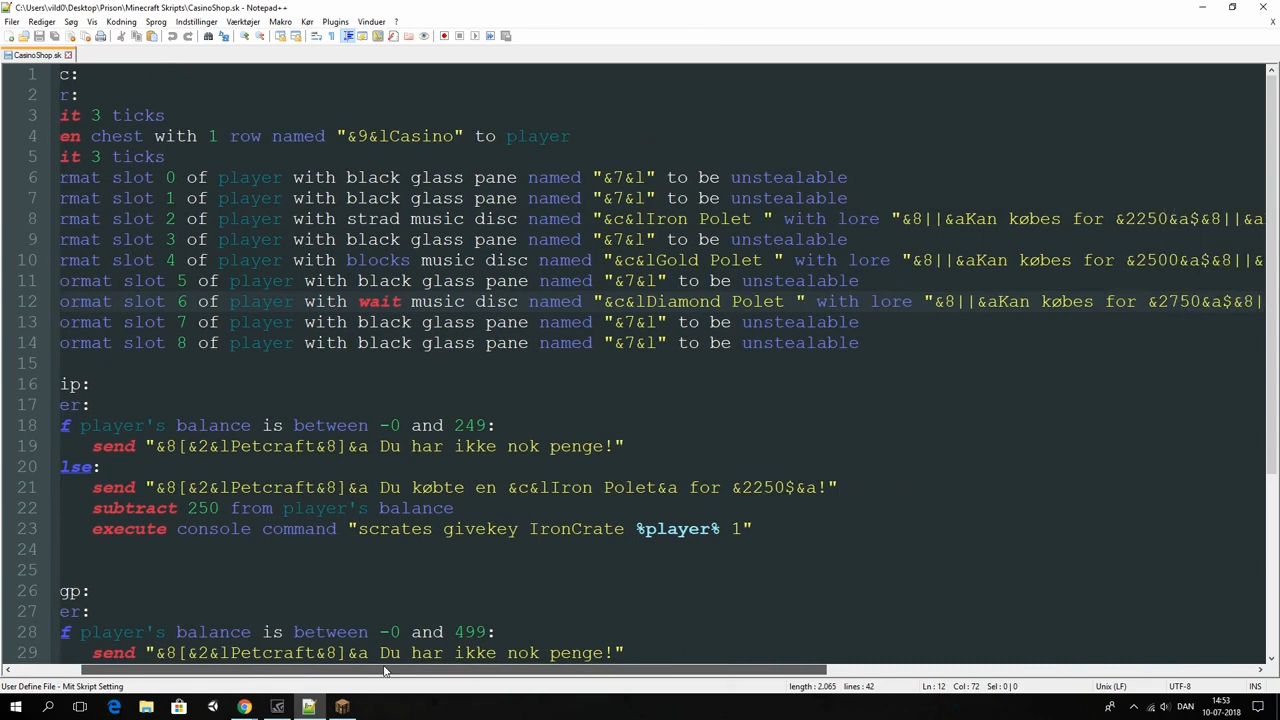 C:\Users\vild0\Desktop\Prison\Minecraft Skripts\CasinoShop.sk - Notepad++
Filer Rediger Søg Vis Kodning Sprog Indstillinger Værktøjer Makro Kør Plugins Vinduer ?
CasinoShop.sk
1 c:
2 r:
3 it 3 ticks
4 en chest with 1 row named "&9&lCasino" to player
5 it 3 ticks
6 rmat slot 0 of player with black glass pane named "&7&l" to be unstealable
7 rmat slot 1 of player with black glass pane named "&7&l" to be unstealable
8 rmat slot 2 of player with strad music disc named "&c&lIron Polet " with lore "&8||&aKan købes for &2250&a$&8||&a
9 rmat slot 3 of player with black glass pane named "&7&l" to be unstealable
10 rmat slot 4 of player with blocks music disc named "&c&lGold Polet " with lore "&8||&aKan købes for &2500&a$&8||&
11 ormat slot 5 of player with black glass pane named "&7&l" to be unstealable
12 ormat slot 6 of player with wait music disc named "&c&lDiamond Polet " with lore "&8||&aKan købes for &2750&a$&8|
13 ormat slot 7 of player with black glass pane named "&7&l" to be unstealable
14 ormat slot 8 of player with black glass pane named "&7&l" to be unstealable
15
16 ip:
17 er:
18 f player's balance is between -0 and 249:
19 send "&8[&2&lPetcraft&8]&a Du har ikke nok penge!"
20 lse:
21 send "&8[&2&lPetcraft&8]&a Du købte en &c&lIron Polet&a for &2250$&a!"
22 subtract 250 from player's balance
23 execute console command "scrates givekey IronCrate %player% 1"
24
25
26 gp:
27 er:
28 f player's balance is between -0 and 499:
29 send "&8[&2&lPetcraft&8]&a Du har ikke nok penge!"
User Define File - Mit Skript Setting length : 2.065 lines : 42 Ln : 12 Col : 72 Sel : 0 | 0 Unix (LF) UTF-8 INS
DAN
14:53
10-07-2018